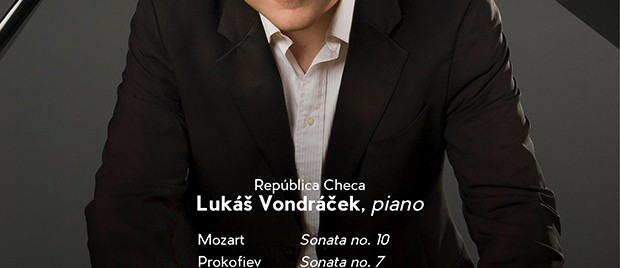 República Checa
Lukáš Vondráček, piano
Mozart Sonata no. 10
Prokofiev Sonata no. 7